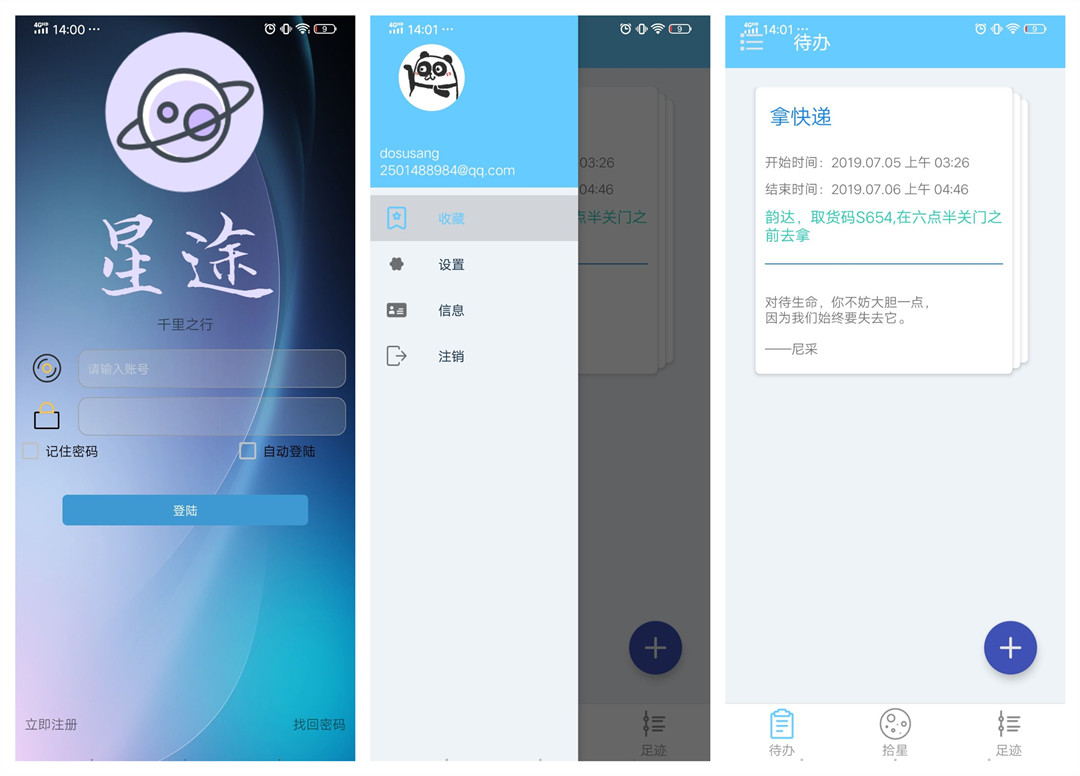 4GHD 14:00 ···
9
星途
千里之行
请输入账号
记住密码
自动登陆
登陆
立即注册
找回密码
4GHD 14:01 ···
9
dosusang
2501488984@qq.com
收藏
设置
信息
注销
03:26
04:46
点半关门之
足迹
4GHD 14:01 ···
9
待办
拿快递
开始时间：2019.07.05 上午 03:26
结束时间：2019.07.06 上午 04:46
韵达，取货码S654,在六点半关门之
前去拿
对待生命，你不妨大胆一点，
因为我们始终要失去它。
——尼采
待办
拾星
足迹